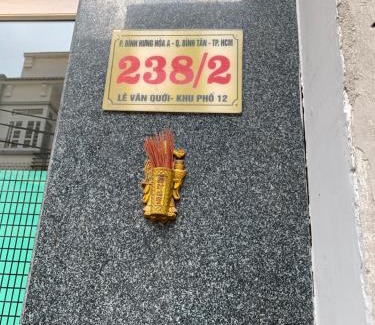 P. BÌNH HƯNG HÒA A - Q. BÌNH TÂN - TP. HCM
238/2
LÊ VĂN QUỚI - KHU PHỐ 12